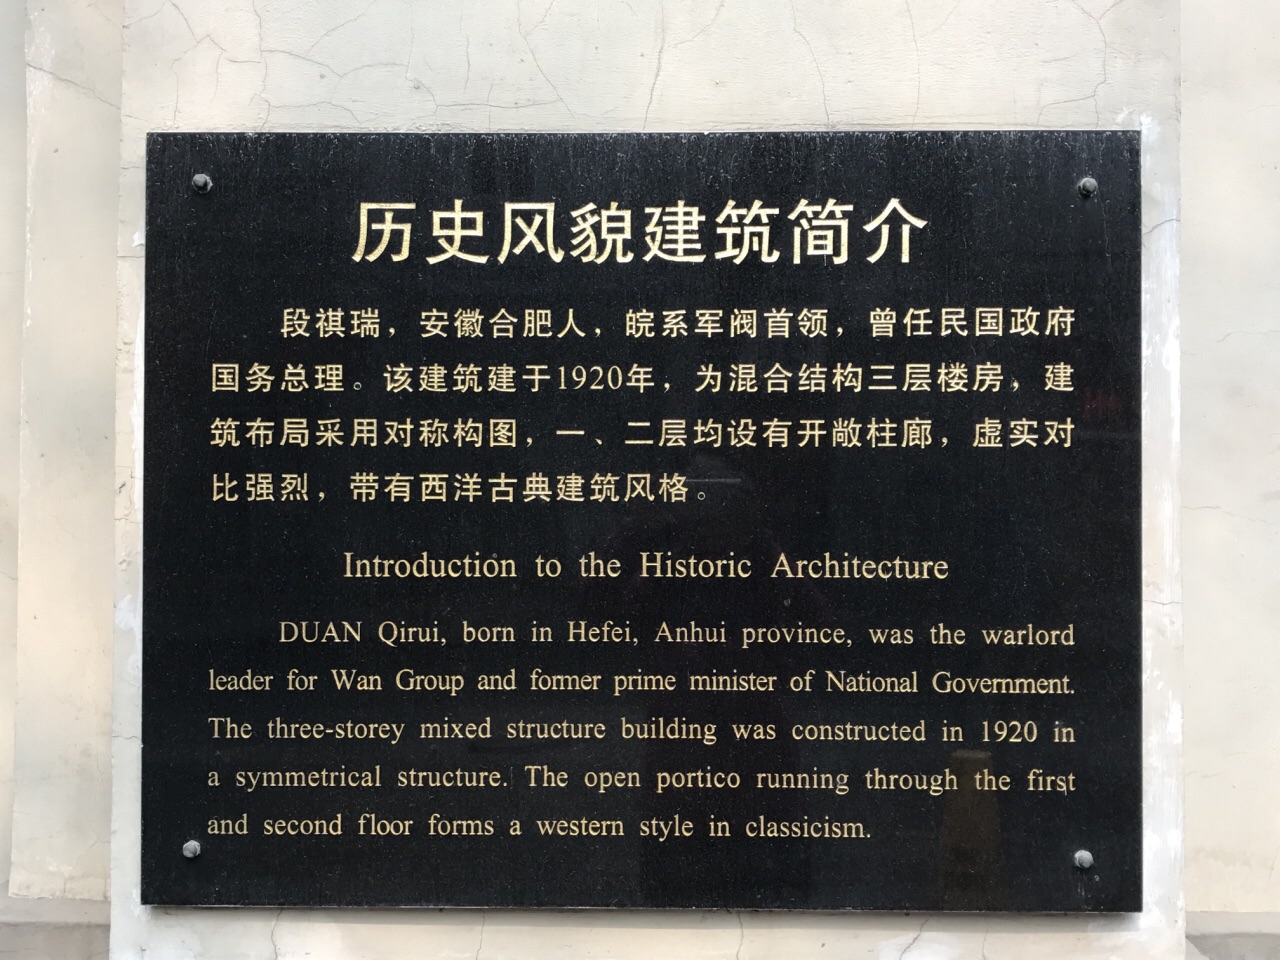 历史风貌建筑简介
段祺瑞，安徽合肥人，皖系军阀首领，曾任民国政府
国务总理。该建筑建于1920年，为混合结构三层楼房，建
筑布局采用对称构图，一、二层均设有开敞柱廊，虚实对
比强烈，带有西洋古典建筑风格。
Introduction to the Historic Architecture
DUAN Qirui, born in Hefei, Anhui province, was the warlord
leader for Wan Group and former prime minister of National Government.
The three-storey mixed structure building was constructed in 1920 in
a symmetrical structure. The open portico running through the first
and second floor forms a western style in classicism.